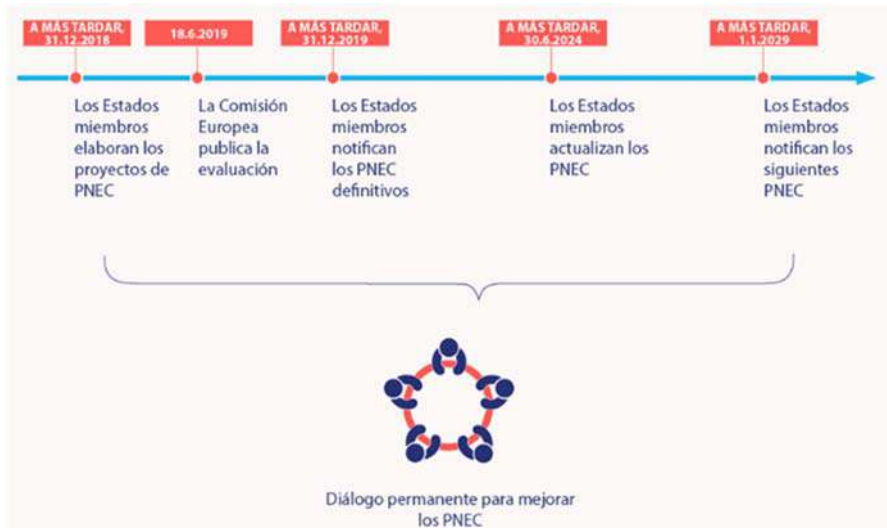 A MÁS TARDAR,
31.12.2018
18.6.2019
A MÁS TARDAR,
31.12.2019
A MÁS TARDAR,
30.6.2024
A MÁS TARDAR,
1.1.2029
Los Estados
miembros
elaboran los
proyectos de
PNEC
La Comisión
Europea
publica la
evaluación
Los Estados
miembros
notifican
los PNEC
definitivos
Los Estados
miembros
actualizan los
PNEC
Los Estados
miembros
notifican los
siguientes
PNEC
Diálogo permanente para mejorar
los PNEC